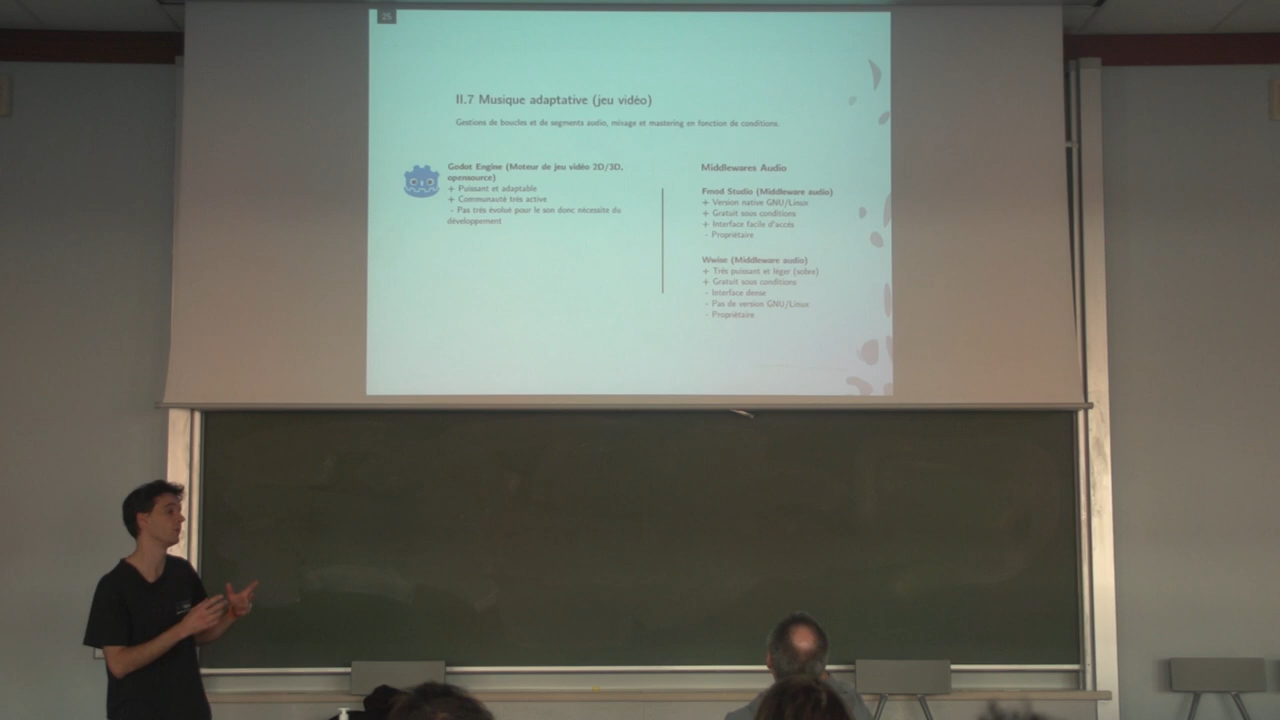 25
II.7 Musique adaptative (jeu vidéo)
Gestions de boucles et de segments audio, mixage et mastering en fonction de conditions.
Godot Engine (Moteur de jeu vidéo 2D/3D,
opensource)
+ Puissant et adaptable
+ Communauté très active
- Pas très évolué pour le son donc nécessite du
développement
Middlewares Audio
Fmod Studio (Middleware audio)
+ Version native GNU/Linux
+ Gratuit sous conditions
+ Interface facile d'accès
- Propriétaire
Wwise (Middleware audio)
+ Très puissant et léger (sobre)
+ Gratuit sous conditions
- Interface dense
- Pas de version GNU/Linux
- Propriétaire